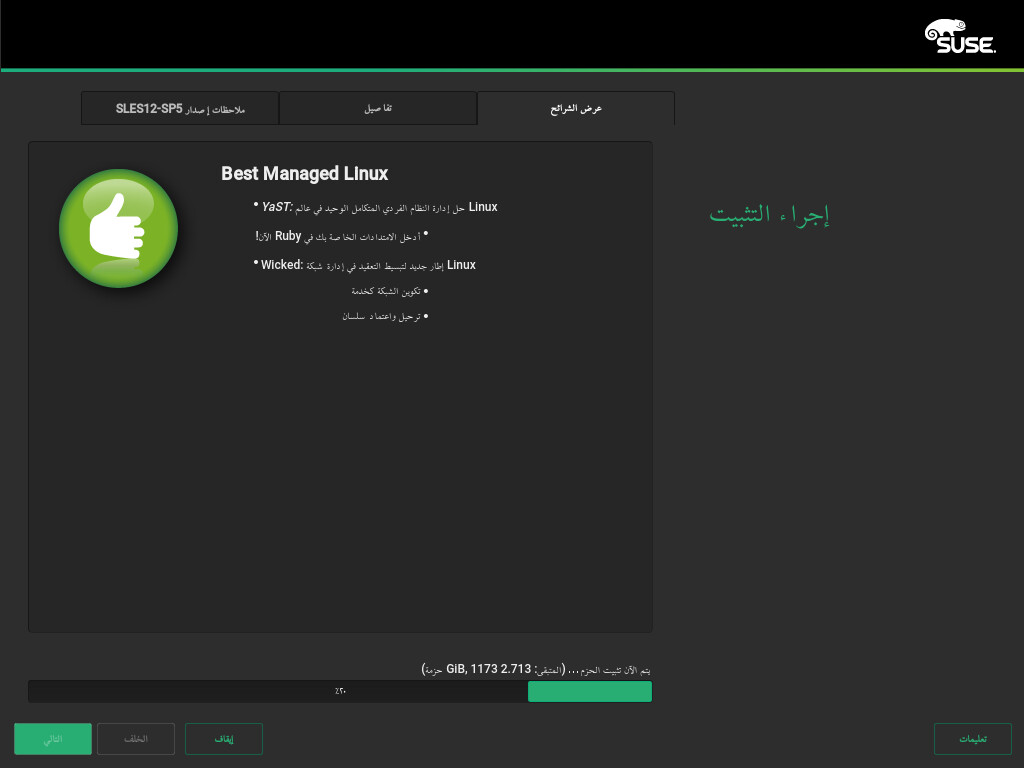 SUSE.
عرض الشرائح
تفاصيل
ملاحظات إصدار SLES12-SP5
إجراء التثبيت
Best Managed Linux
• YaST: حل إدارة النظام الفردي المتكامل الوحيد في عالم Linux
• أدخل الامتدادات الخاصة بك في Ruby الآن!
• Wicked: إطار جديد لتبسيط التعقيد في إدارة شبكة Linux
• تكوين الشبكة كخدمة
• ترحيل واعتماد سلسان
يتم الآن تثبيت الحزم... (المتبقى: 2.713 GiB, 1173 حزمة)
٢٠٪
تعليمات
إيقاف
الخلف
التالي